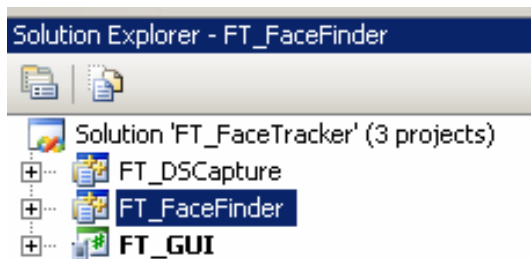 Solution Explorer - FT_FaceFinder
Solution 'FT_FaceTracker' (3 projects)
FT_DSCapture
FT_FaceFinder
FT_GUI